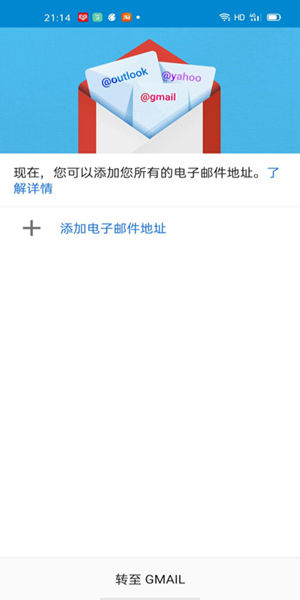 21:14
HD
@outlook
@yahoo
@gmail
现在，您可以添加您所有的电子邮件地址。了
解详情
添加电子邮件地址
转至 GMAIL